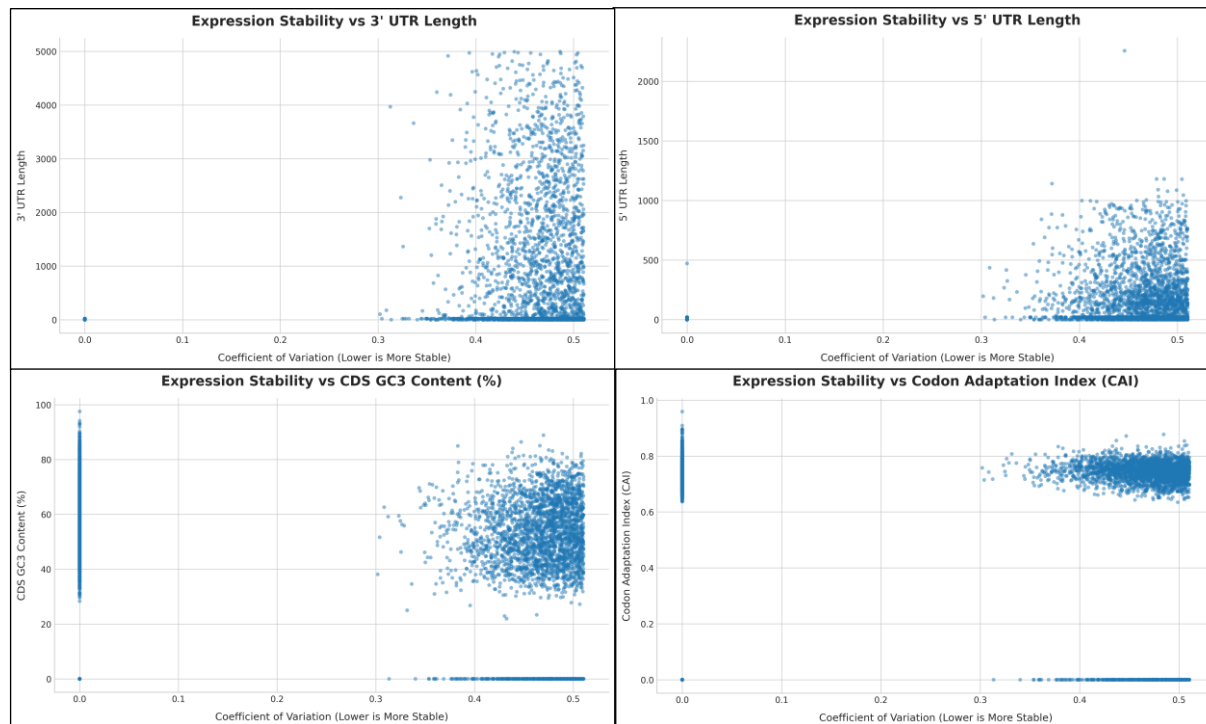 Expression Stability vs 3' UTR Length
3' UTR Length
5000
4000
3000
2000
1000
0
0.0 0.1 0.2 0.3 0.4 0.5
Coefficient of Variation (Lower is More Stable)
Expression Stability vs 5' UTR Length
5' UTR Length
2000
1500
1000
500
0
0.0 0.1 0.2 0.3 0.4 0.5
Coefficient of Variation (Lower is More Stable)
Expression Stability vs CDS GC3 Content (%)
CDS GC3 Content (%)
100
80
60
40
20
0
0.0 0.1 0.2 0.3 0.4 0.5
Coefficient of Variation (Lower is More Stable)
Expression Stability vs Codon Adaptation Index (CAI)
Codon Adaptation Index (CAI)
1.0
0.8
0.6
0.4
0.2
0.0
0.0 0.1 0.2 0.3 0.4 0.5
Coefficient of Variation (Lower is More Stable)